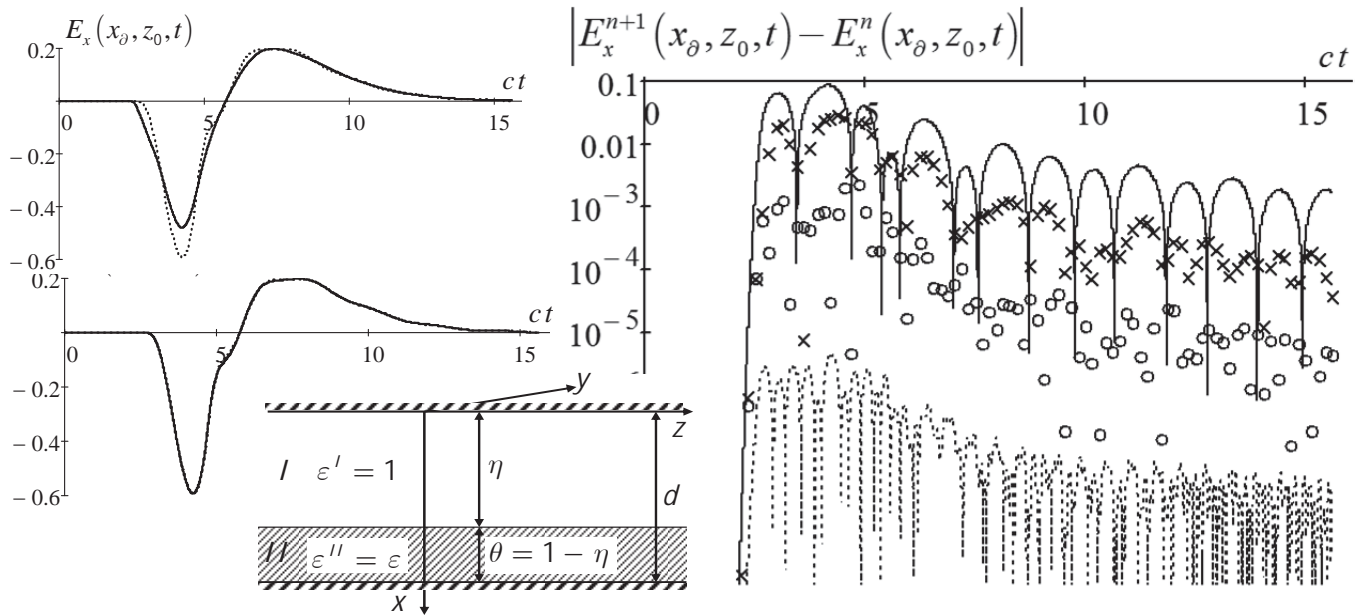 E_x(x_∂, z_0, t)
0.2
ct
0 5 10 15
− 0.2
− 0.4
− 0.6
0.2
ct
0 5 10 15
− 0.2
− 0.4
− 0.6
y
z
I ε^I = 1
η
d
II ε^II = ε
θ = 1 − η
x
|E_x^{n+1}(x_∂, z_0, t) − E_x^n(x_∂, z_0, t)|
ct
0.1
0 5 10 15
0.01
10^−3
10^−4
10^−5